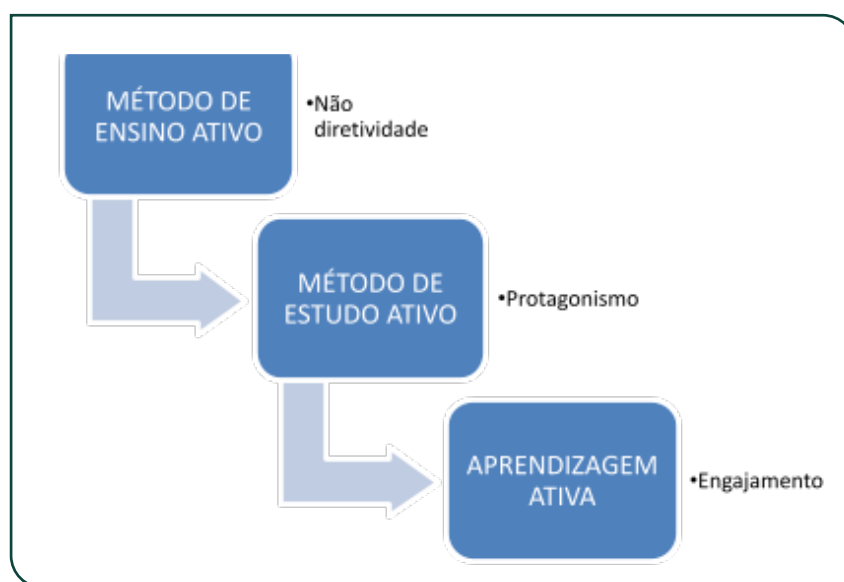 MÉTODO DE
ENSINO ATIVO
•Não
diretividade
MÉTODO DE
ESTUDO ATIVO
•Protagonismo
APRENDIZAGEM
ATIVA
•Engajamento